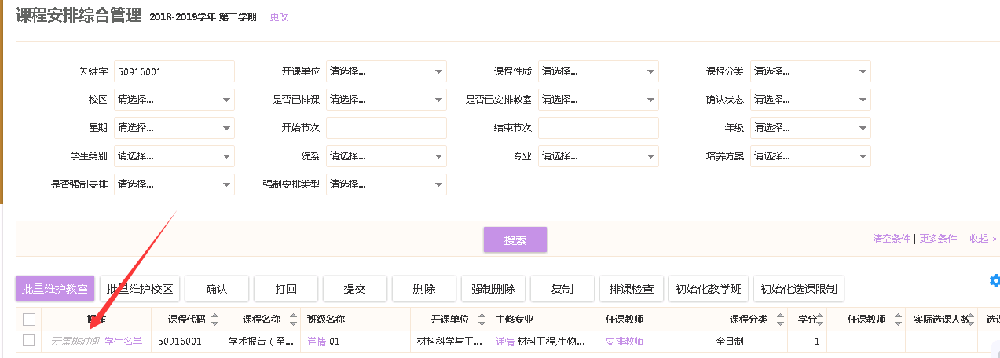 课程安排综合管理 2018-2019学年 第二学期 更改
关键字 50916001 开课单位 请选择... 课程性质 请选择... 课程分类 请选择...
校区 请选择... 是否已排课 请选择... 是否已安排教室 请选择... 确认状态 请选择...
星期 请选择... 开始节次 结束节次 年级 请选择...
学生类别 请选择... 院系 请选择... 专业 请选择... 培养方案 请选择...
是否强制安排 请选择... 强制安排类型 请选择...
搜索 清空条件 | 更多条件 收起 >
批量维护教室 批量维护校区 确认 打回 提交 删除 强制删除 复制 排课检查 初始化教学班 初始化选课限制
操作 课程代码 课程名称 班级名称 开课单位 主修专业 任课教师 课程分类 学分 任课教师 实际选课人数 选课
无需排时间 学生名单 50916001 学术报告（至... 详情 01 材料科学与工... 详情 材料工程,生物... 安排教师 全日制 1